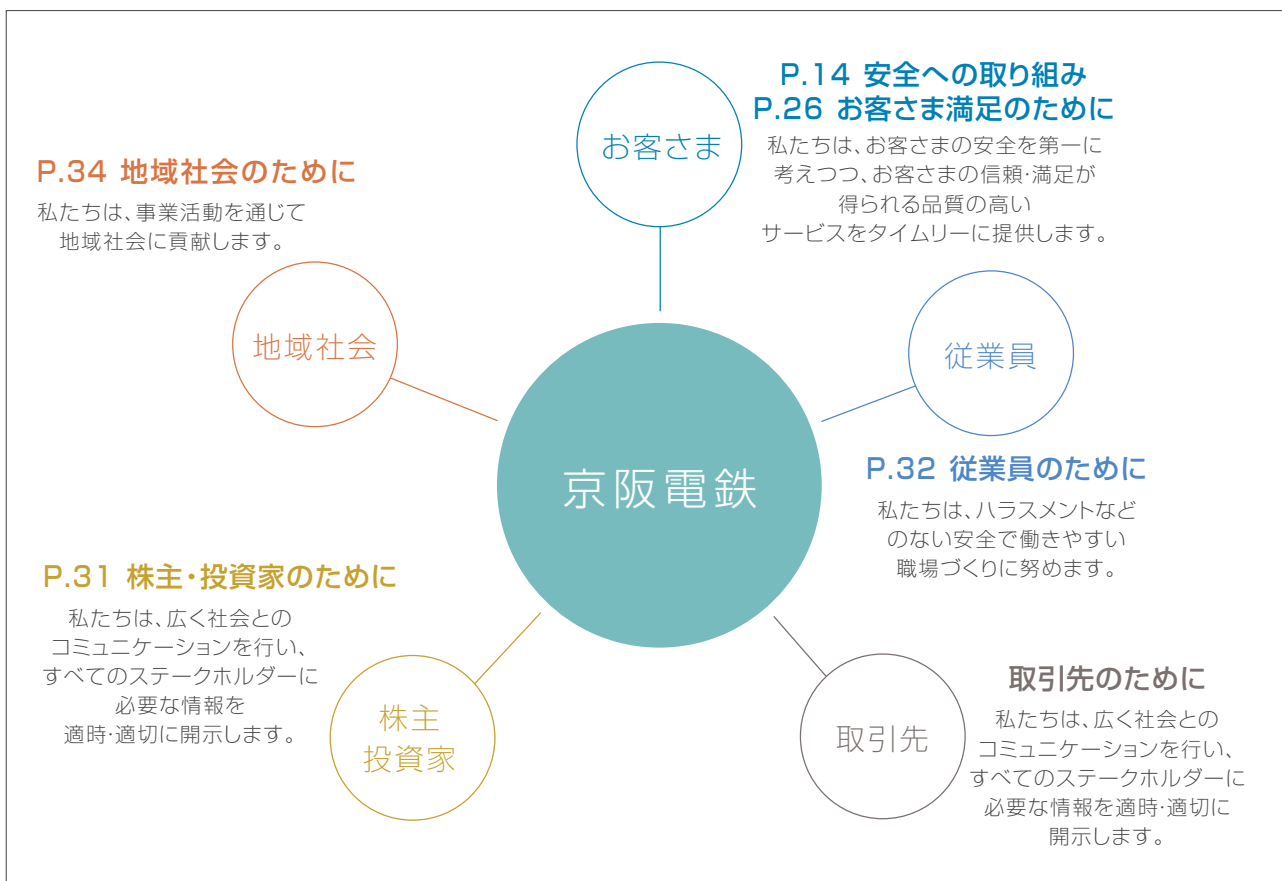 P.14 安全への取り組み
P.26 お客さま満足のために
私たちは、お客さまの安全を第一に
考えつつ、お客さまの信頼・満足が
得られる品質の高い
サービスをタイムリーに提供します。
お客さま
P.34 地域社会のために
私たちは、事業活動を通じて
地域社会に貢献します。
地域社会
従業員
P.32 従業員のために
私たちは、ハラスメントなど
のない安全で働きやすい
職場づくりに努めます。
京阪電鉄
P.31 株主・投資家のために
私たちは、広く社会との
コミュニケーションを行い、
すべてのステークホルダーに
必要な情報を
適時・適切に開示します。
株主
投資家
取引先
取引先のために
私たちは、広く社会との
コミュニケーションを行い、
すべてのステークホルダーに
必要な情報を適時・適切に
開示します。